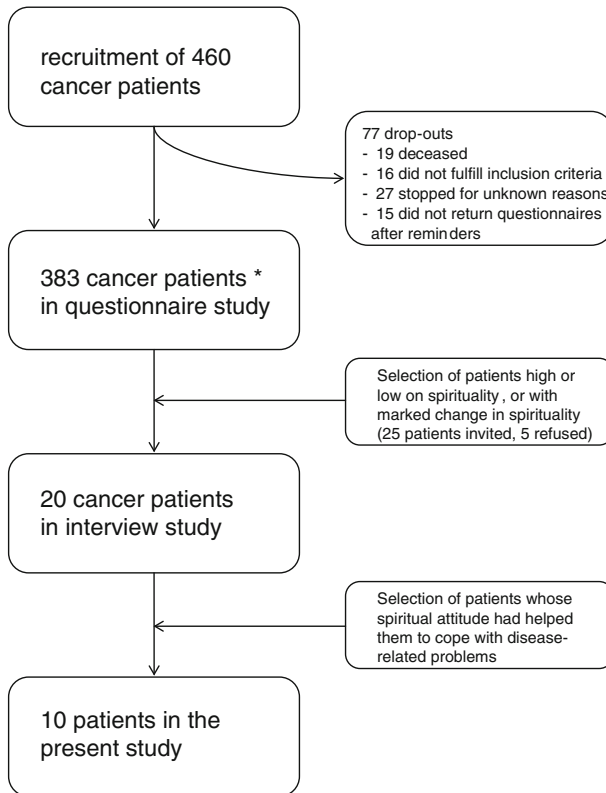 recruitment of 460
cancer patients
77 drop-outs
- 19 deceased
- 16 did not fulfill inclusion criteria
- 27 stopped for unknown reasons
- 15 did not return questionnaires
after reminders
383 cancer patients *
in questionnaire study
Selection of patients high or
low on spirituality, or with
marked change in spirituality
(25 patients invited, 5 refused)
20 cancer patients
in interview study
Selection of patients whose
spiritual attitude had helped
them to cope with disease-
related problems
10 patients in the
present study